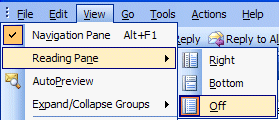 File Edit View Go Tools Actions Help
Navigation Pane Alt+F1
Reply Reply to Al
Reading Pane
Right
AutoPreview
Bottom
Expand/Collapse Groups
Off